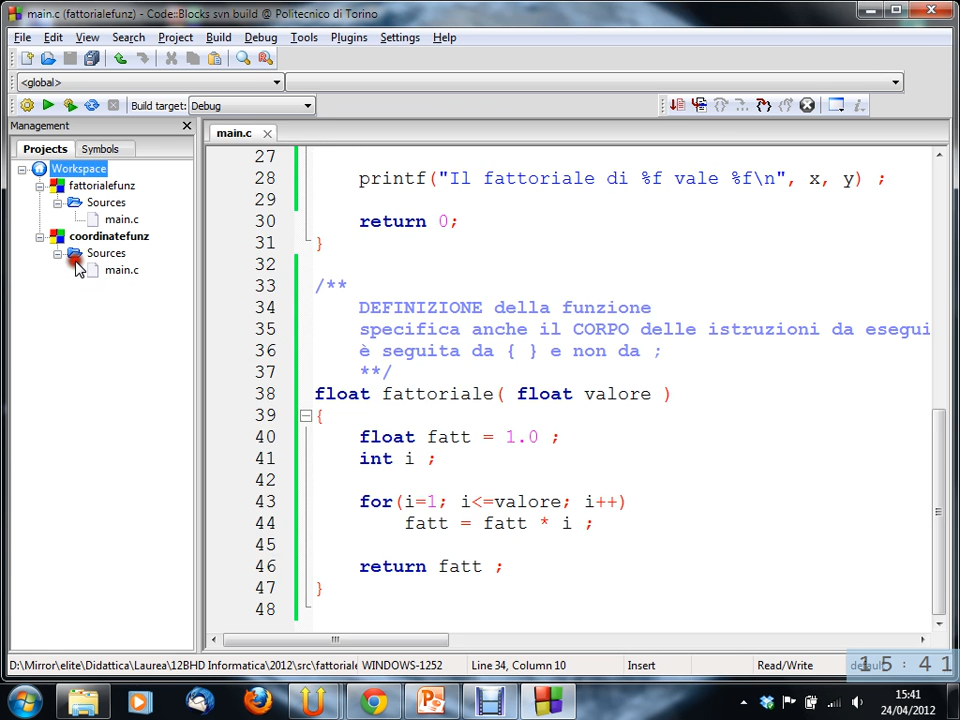 main.c (fattorialefunz) - Code::Blocks svn build @ Politecnico di Torino
File Edit View Search Project Build Debug Tools Plugins Settings Help
<global>
Build target: Debug
Management
Projects Symbols
Workspace
fattorialefunz
Sources
main.c
coordinatefunz
Sources
main.c
main.c
27
28 printf("Il fattoriale di %f vale %f\n", x, y) ;
29
30 return 0;
31 }
32
33 /**
34 DEFINIZIONE della funzione
35 specifica anche il CORPO delle istruzioni da esegui
36 è seguita da { } e non da ;
37 **/
38 float fattoriale( float valore )
39 {
40 float fatt = 1.0 ;
41 int i ;
42
43 for(i=1; i<=valore; i++)
44 fatt = fatt * i ;
45
46 return fatt ;
47 }
48
D:\Mirror\elite\Didattica\Laurea\12BHD Informatica\2012\src\fattoriale WINDOWS-1252 Line 34, Column 10 Insert Read/Write default
15:41
15:41
24/04/2012